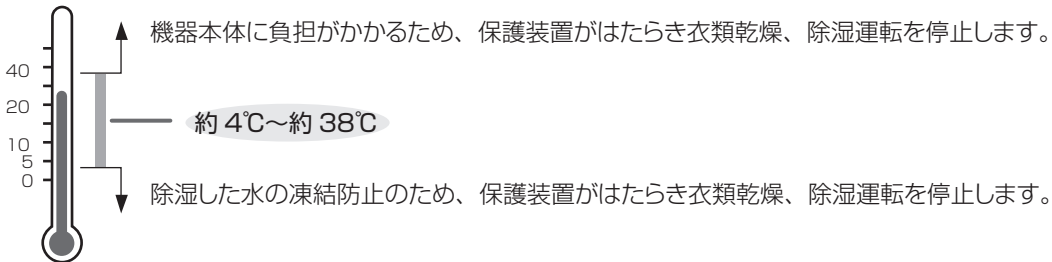 機器本体に負担がかかるため、保護装置がはたらき衣類乾燥、除湿運転を停止します。
40
20
約 4℃～約 38℃
10
5
0
除湿した水の凍結防止のため、保護装置がはたらき衣類乾燥、除湿運転を停止します。